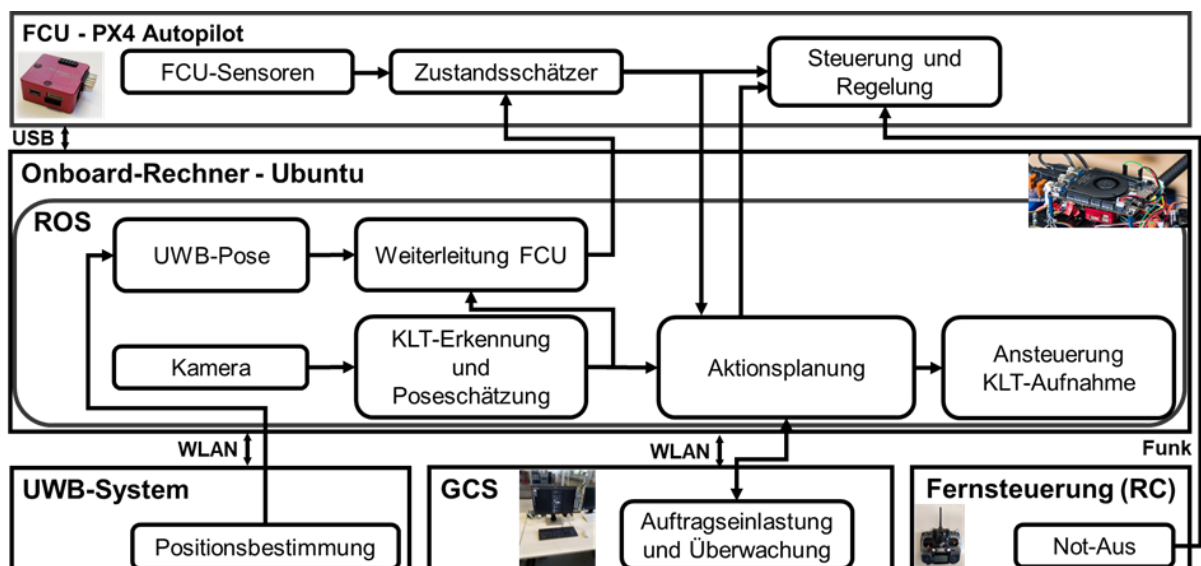 FCU - PX4 Autopilot
FCU-Sensoren
Zustandsschätzer
Steuerung und
Regelung
USB
Onboard-Rechner - Ubuntu
ROS
UWB-Pose
Weiterleitung FCU
Kamera
KLT-Erkennung
und
Poseschätzung
Aktionsplanung
Ansteuerung
KLT-Aufnahme
WLAN
WLAN
Funk
UWB-System
Positionsbestimmung
GCS
Auftragseinlastung
und Überwachung
Fernsteuerung (RC)
Not-Aus